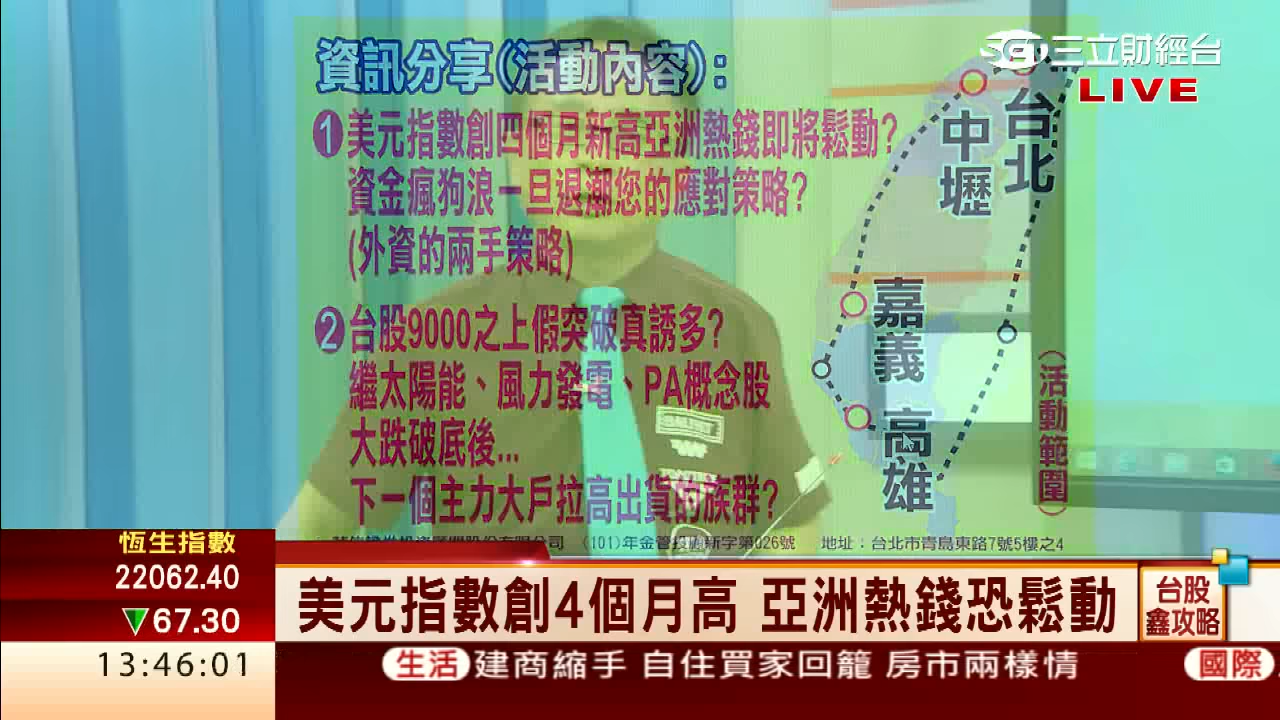 資訊分享(活動內容):
①美元指數創四個月新高亞洲熱錢即將鬆動?
資金瘋狗浪一旦退潮您的應對策略?
(外資的兩手策略)
②台股9000之上假突破真誘多?
繼太陽能、風力發電、PA概念股
大跌破底後...
下一個主力大戶拉高出貨的族群?
三立財經台
LIVE
台北
中壢
嘉義
高雄
(活動範圍)
(101)年金管投顧新字第026號 地址:台北市青島東路7號5樓之4
恆生指數
22062.40
▼67.30
13:46:01
美元指數創4個月高 亞洲熱錢恐鬆動
台股
鑫攻略
生活 建商縮手 自住買家回籠 房市兩樣情
國際